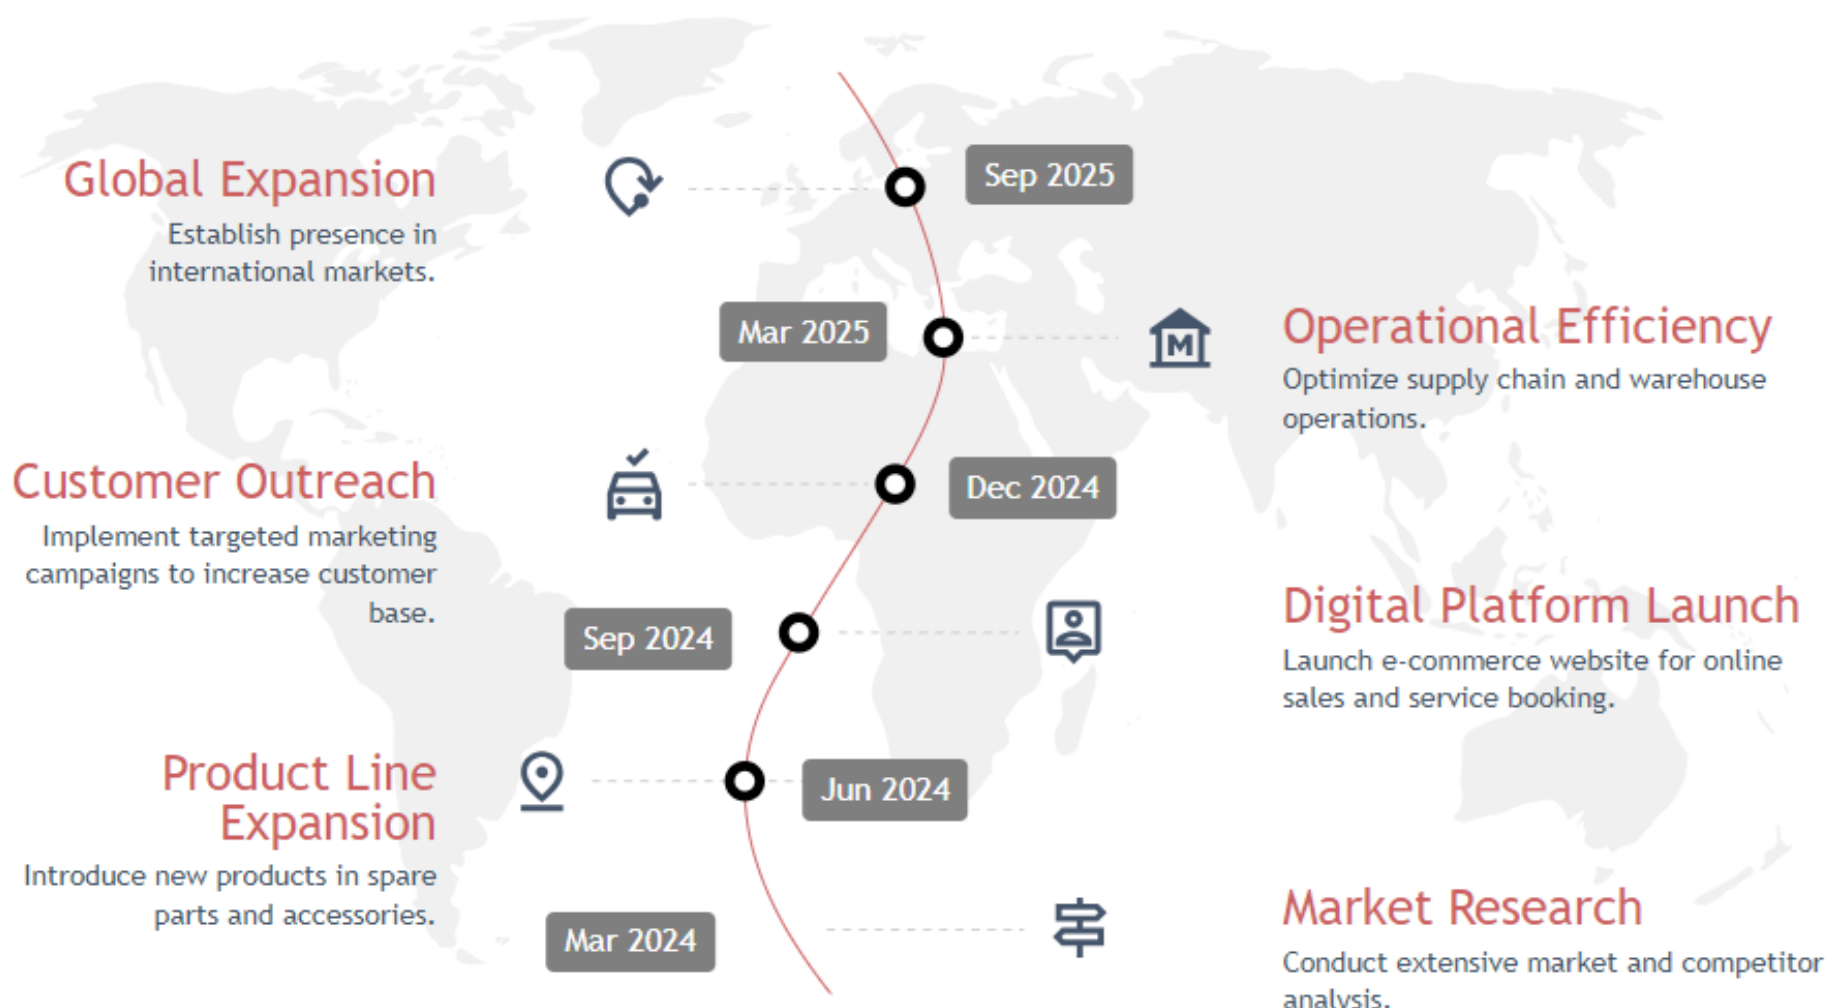 Global Expansion
Establish presence in
international markets.
Sep 2025
Mar 2025
Operational Efficiency
Optimize supply chain and warehouse
operations.
Customer Outreach
Implement targeted marketing
campaigns to increase customer
base.
Dec 2024
Sep 2024
Digital Platform Launch
Launch e-commerce website for online
sales and service booking.
Product Line
Expansion
Introduce new products in spare
parts and accessories.
Jun 2024
Mar 2024
M
Market Research
Conduct extensive market and competitor
analysis.